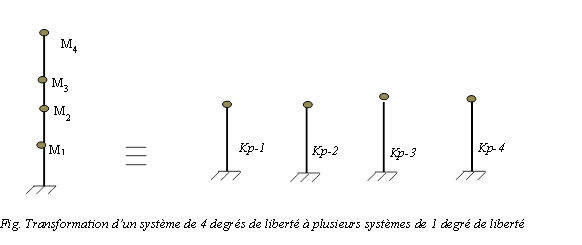 M4
M3
M2
M1
Kp-1
Kp-2
Kp-3
Kp-4
Fig. Transformation d'un système de 4 degrés de liberté à plusieurs systèmes de 1 degré de liberté